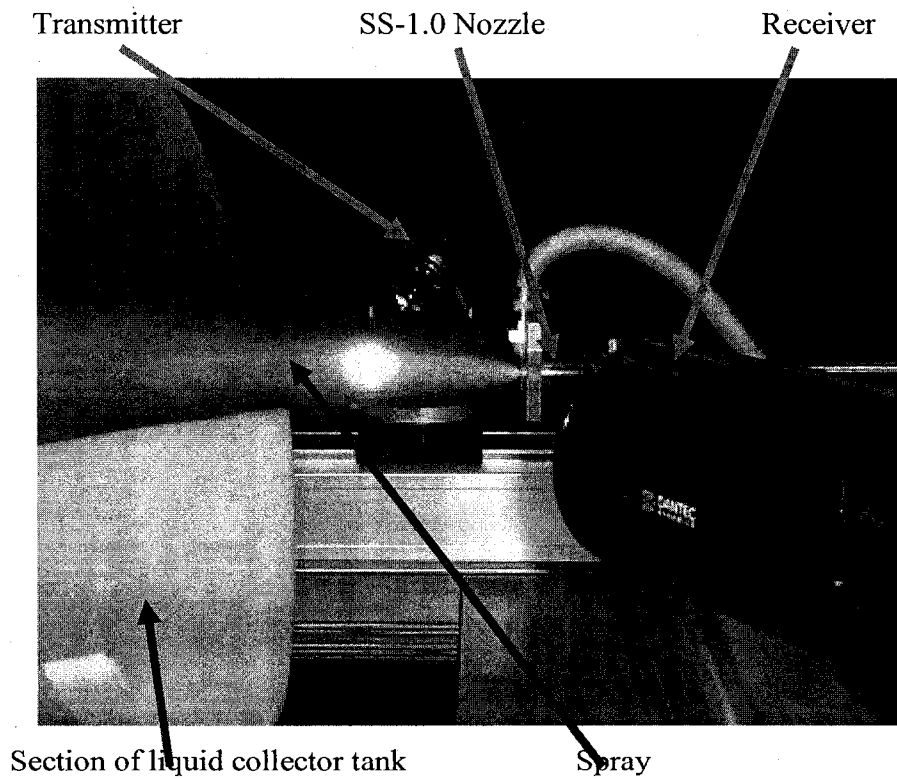 Transmitter SS-1.0 Nozzle Receiver
DANTEC
Section of liquid collector tank Spray